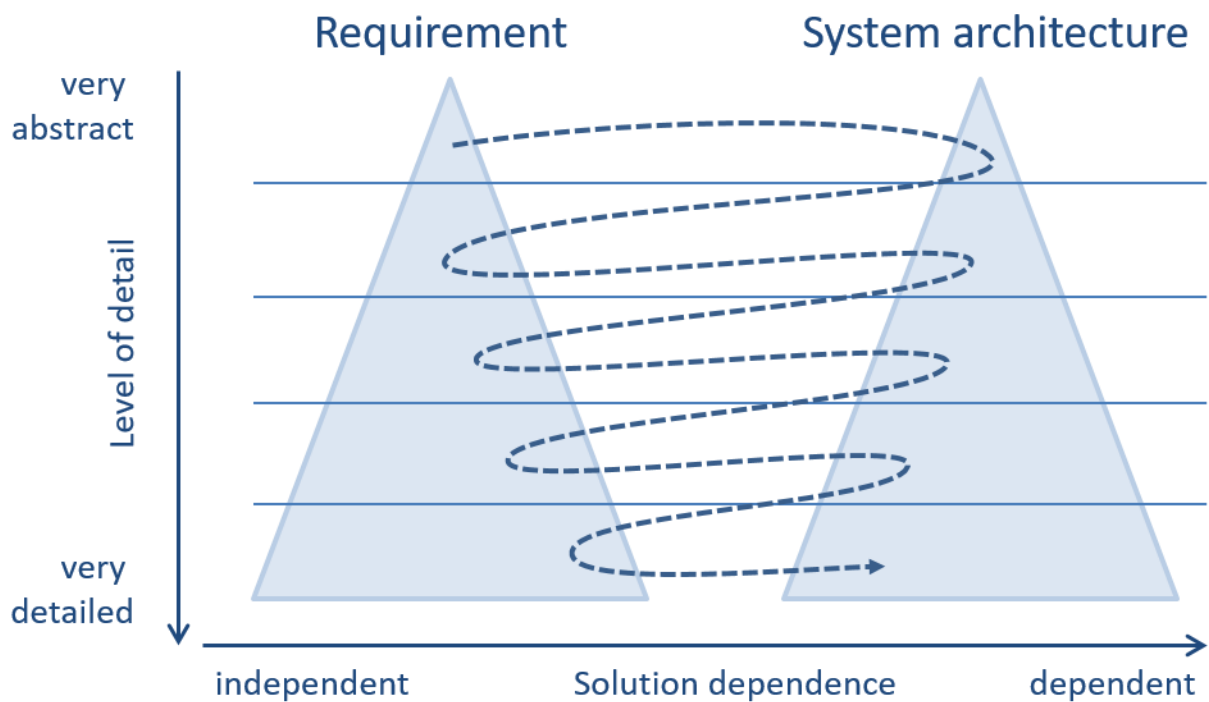 Requirement
System architecture
very
abstract
Level of detail
very
detailed
independent
Solution dependence
dependent